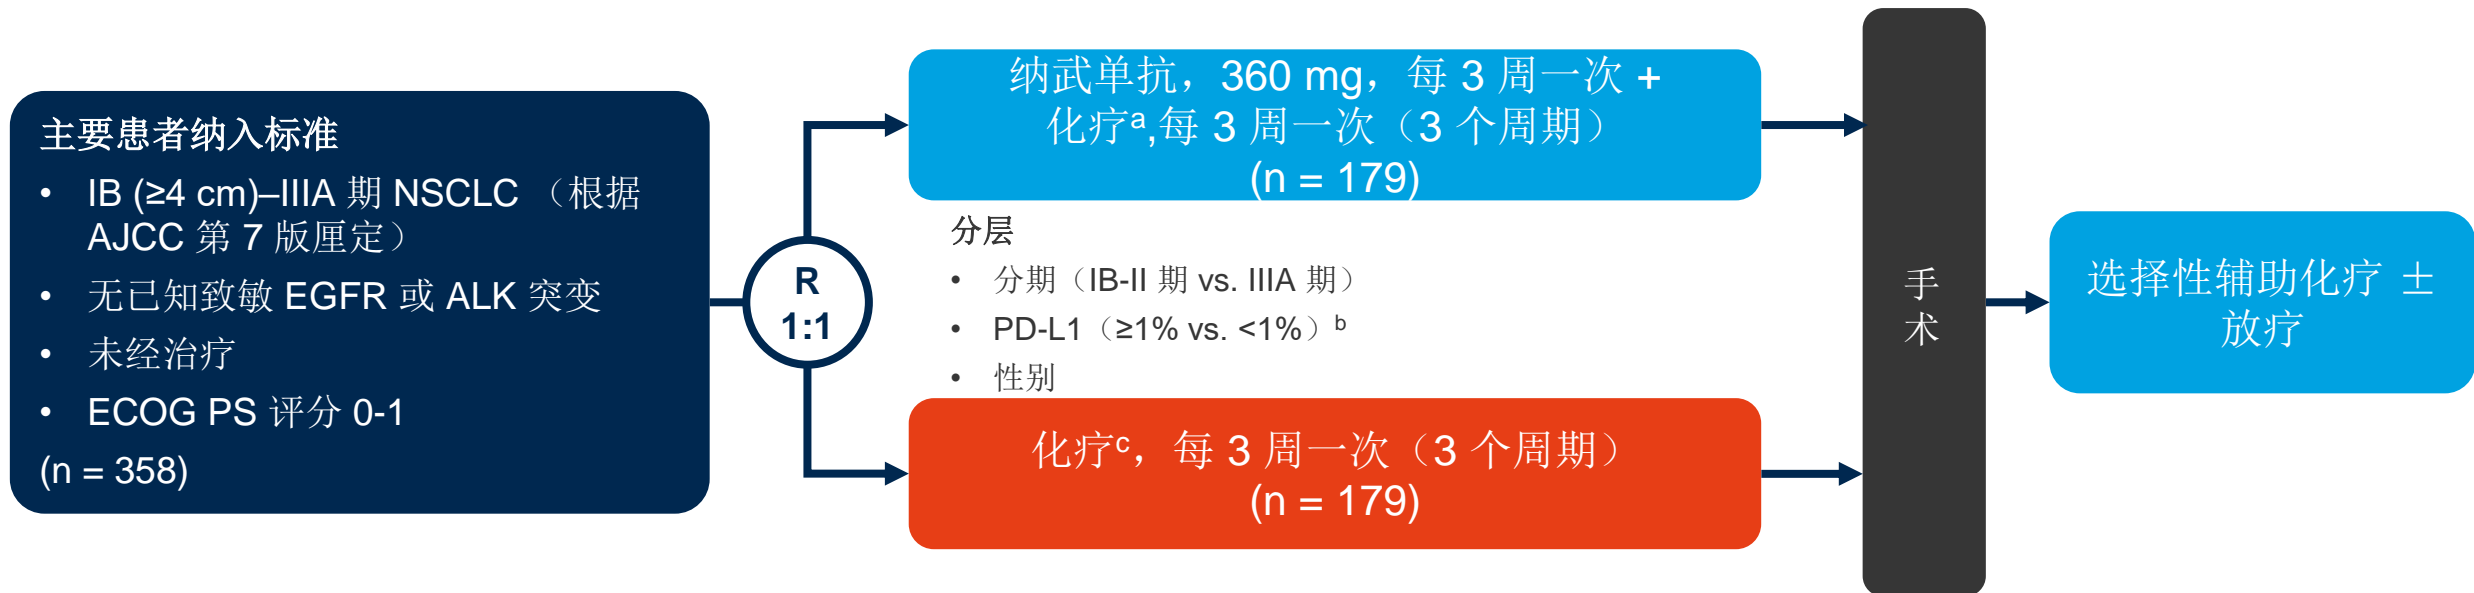 主要患者纳入标准
• IB (≥4 cm)–IIIA 期 NSCLC （根据
AJCC 第 7 版厘定）
• 无已知致敏 EGFR 或 ALK 突变
• 未经治疗
• ECOG PS 评分 0-1
(n = 358)
R
1:1
纳武单抗，360 mg，每 3 周一次 +
化疗ᵃ,每 3 周一次（3 个周期）
(n = 179)
分层
• 分期（IB-II 期 vs. IIIA 期）
• PD-L1（≥1% vs. <1%）ᵇ
• 性别
化疗ᶜ，每 3 周一次（3 个周期）
(n = 179)
手
术
选择性辅助化疗 ±
放疗